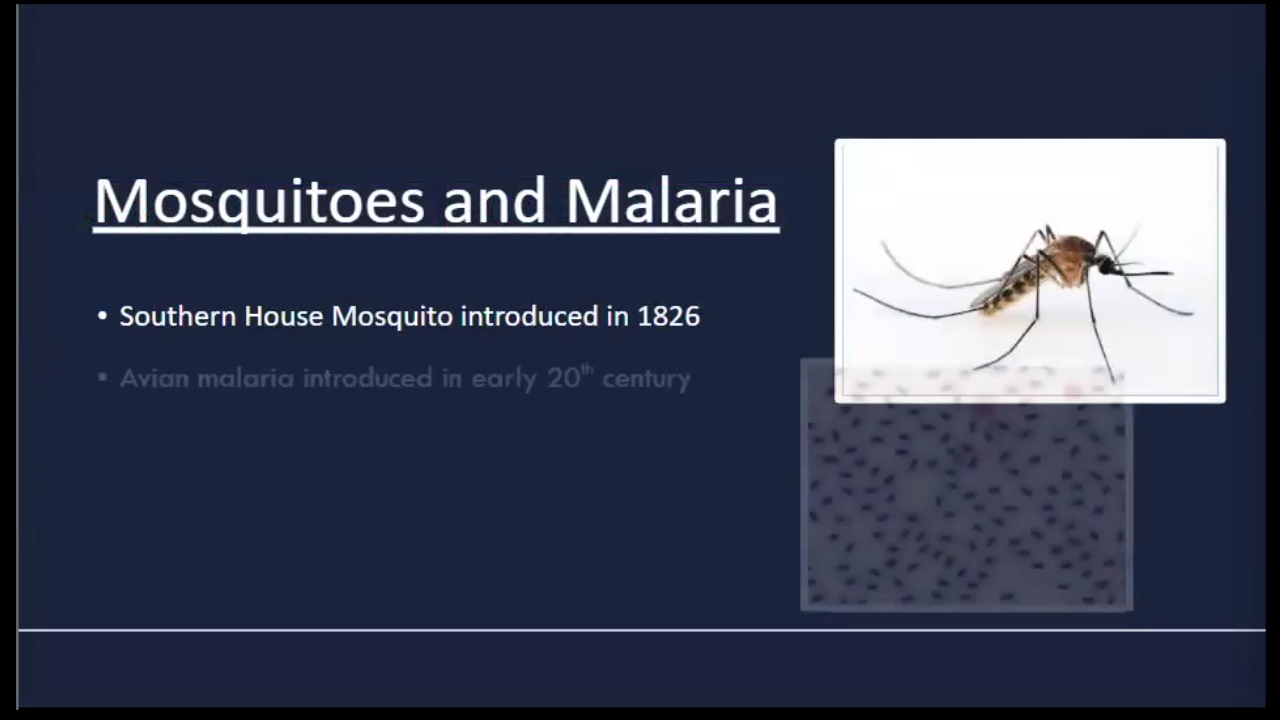 Mosquitoes and Malaria
• Southern House Mosquito introduced in 1826
• Avian malaria introduced in early 20th century